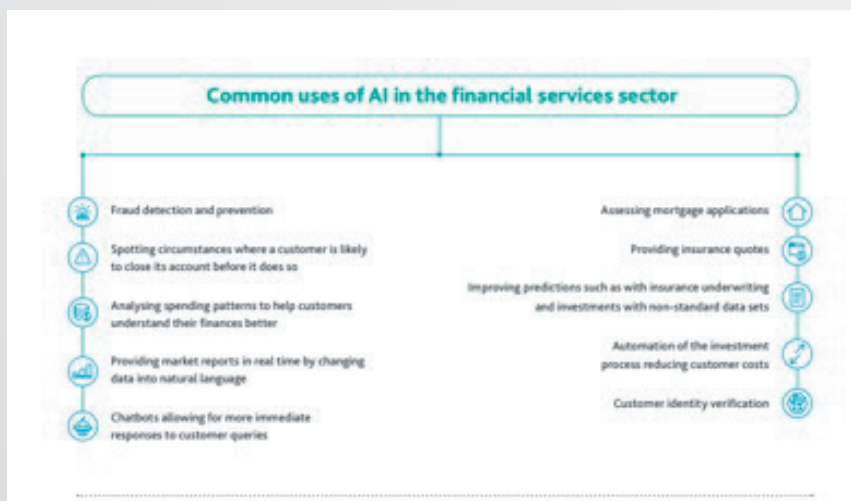 Common uses of AI in the financial services sector
Fraud detection and prevention
Spotting circumstances where a customer is likely
to close its account before it does so
Analysing spending patterns to help customers
understand their finances better
Providing market reports in real time by changing
data into natural language
Chatbots allowing for more immediate
responses to customer queries
Assessing mortgage applications
Providing insurance quotes
Improving predictions such as with insurance underwriting
and investments with non-standard data sets
Automation of the investment
process reducing customer costs
Customer identity verification